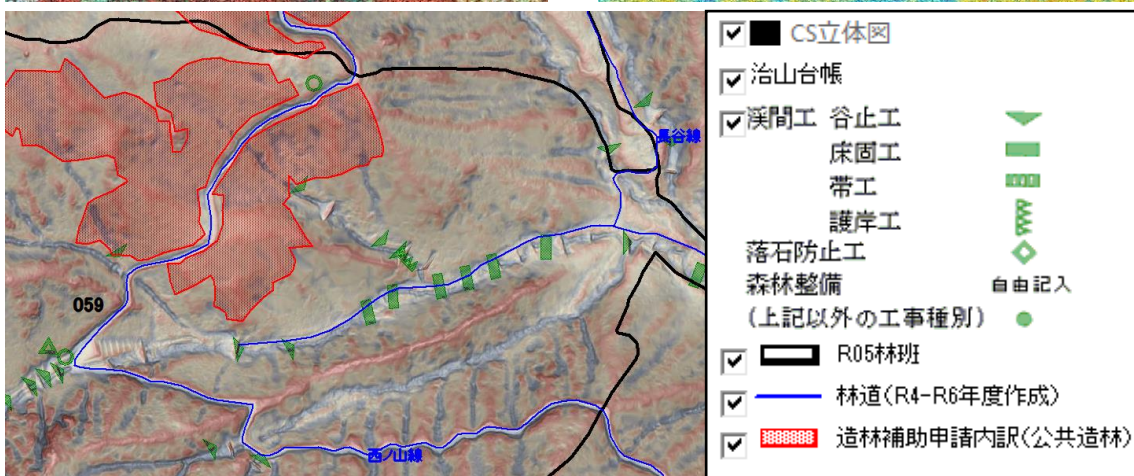 長谷線
059
西ノ山線
CS立体図
治山台帳
渓間工 谷止工
床固工
帯工
護岸工
落石防止工
森林整備 自由記入
(上記以外の工事種別)
R05林班
林道(R4-R6年度作成)
造林補助申請内訳(公共造林)